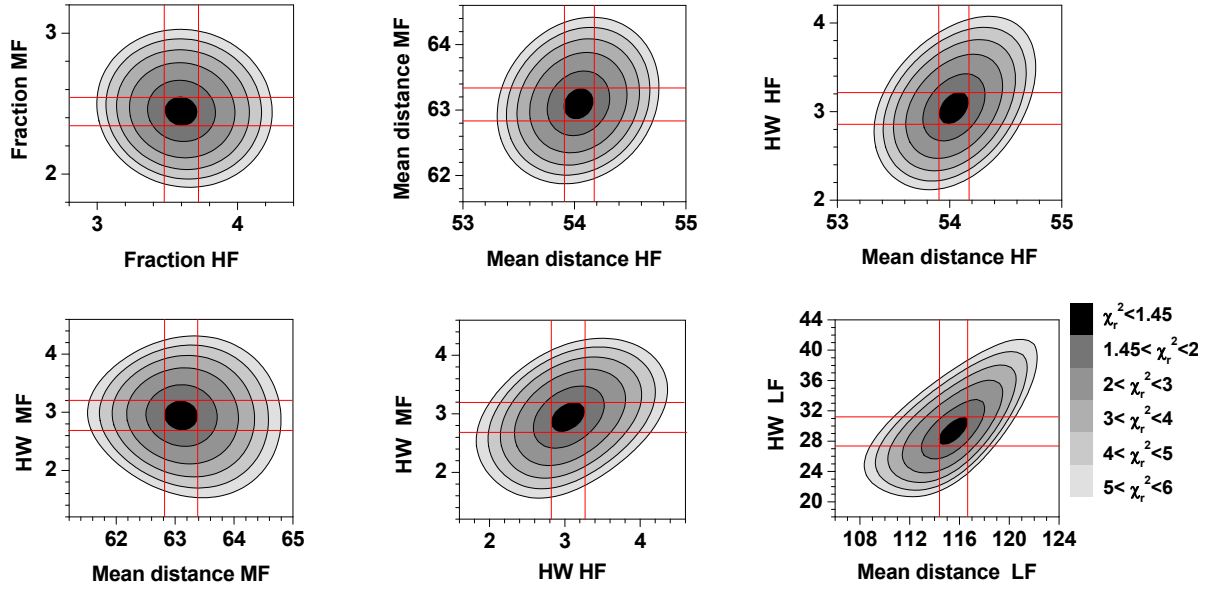 3
2
Fraction MF
3 4
Fraction HF
64
63
62
Mean distance MF
53 54 55
Mean distance HF
4
3
2
HW HF
53 54 55
Mean distance HF
4
3
2
HW MF
62 63 64 65
Mean distance MF
4
3
2
HW MF
2 3 4
HW HF
44
40
36
32
28
24
20
HW LF
108 112 116 120 124
Mean distance LF
χᵣ²<1.45
1.45< χᵣ²<2
2< χᵣ²<3
3< χᵣ²<4
4< χᵣ²<5
5< χᵣ²<6